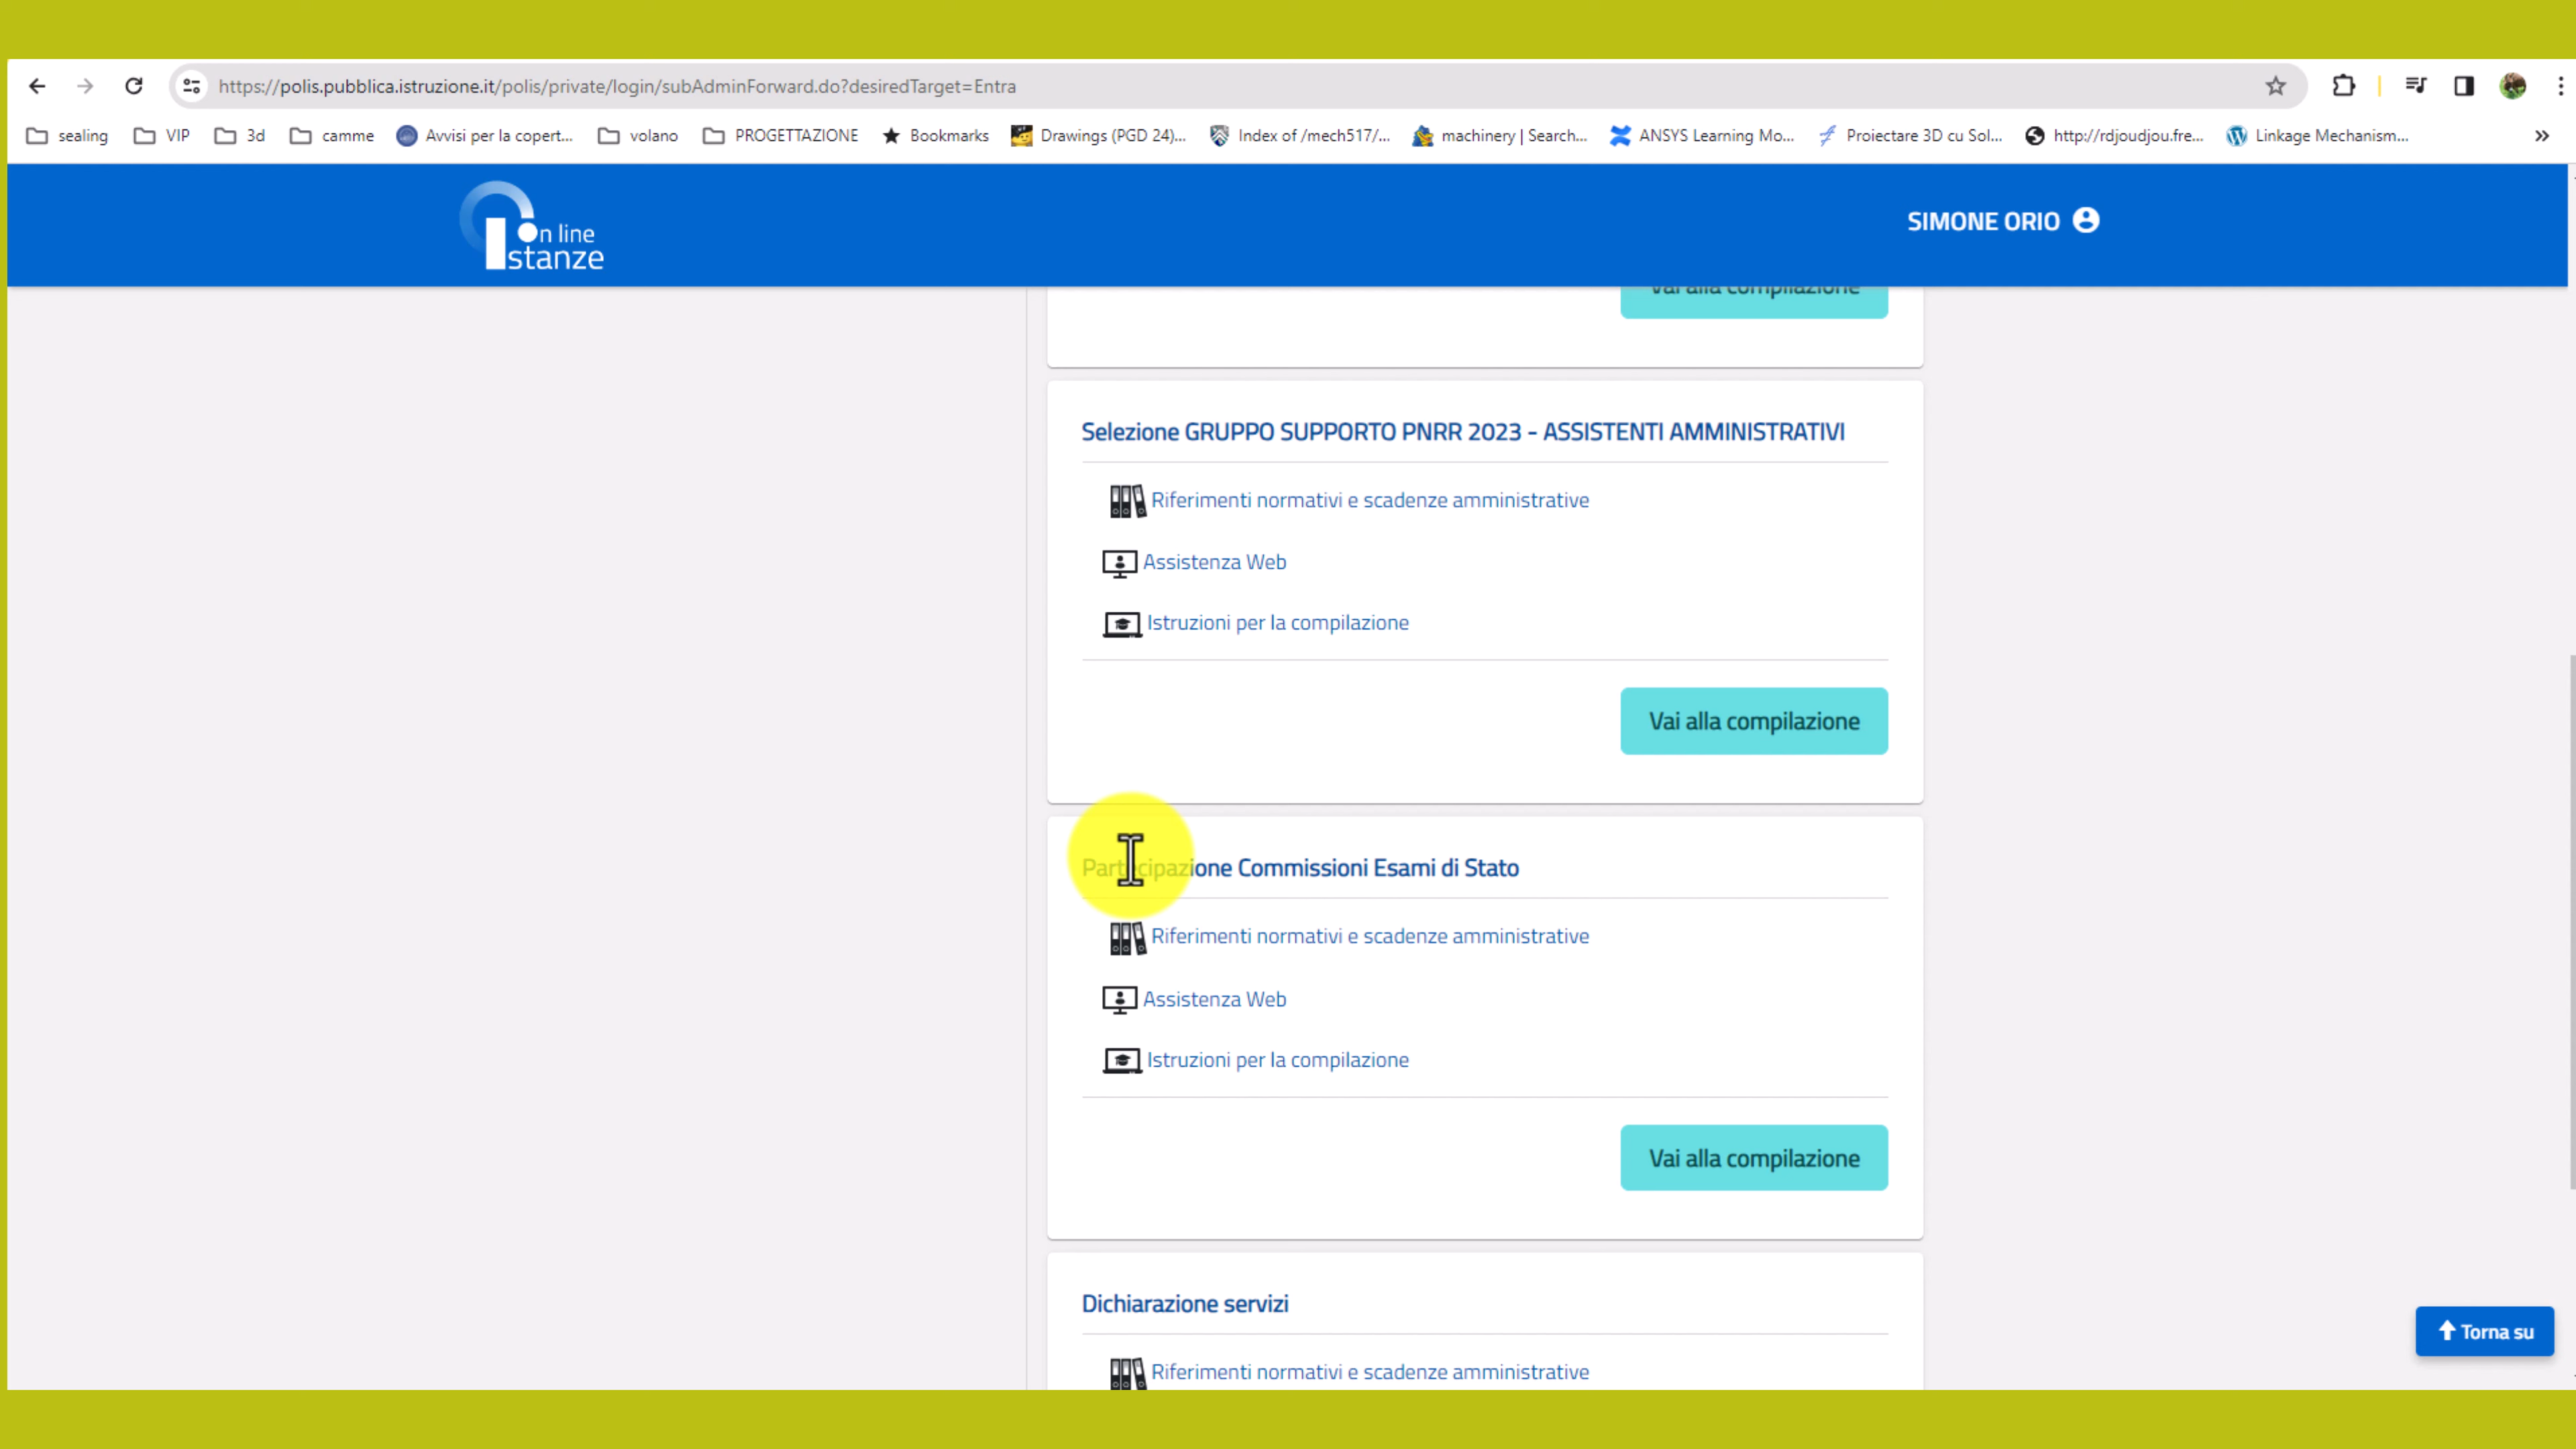 https://polis.pubblica.istruzione.it/polis/private/login/subAdminForward.do?desiredTarget=Entra
sealing VIP 3d camme Avvisi per la copert... volano PROGETTAZIONE Bookmarks Drawings (PGD 24)... Index of /mech517/... machinery | Search... ANSYS Learning Mo... Proiectare 3D cu Sol... http://rdjoudjou.fre... Linkage Mechanism... »
On line
Istanze
SIMONE ORIO
Vai alla compilazione
Selezione GRUPPO SUPPORTO PNRR 2023 - ASSISTENTI AMMINISTRATIVI
Riferimenti normativi e scadenze amministrative
Assistenza Web
Istruzioni per la compilazione
Vai alla compilazione
Partecipazione Commissioni Esami di Stato
Riferimenti normativi e scadenze amministrative
Assistenza Web
Istruzioni per la compilazione
Vai alla compilazione
Dichiarazione servizi
Riferimenti normativi e scadenze amministrative
Torna su